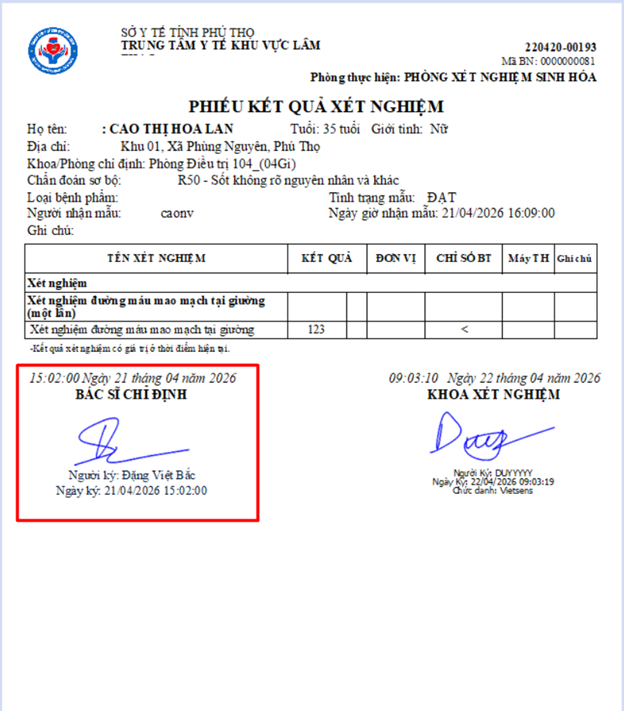 SỞ Y TẾ TỈNH PHÚ THỌ
TRUNG TÂM Y TẾ KHU VỰC LÂM
220420-00193
Mã BN: 0000000081
Phòng thực hiện: PHÒNG XÉT NGHIỆM SINH HÓA
PHIẾU KẾT QUẢ XÉT NGHIỆM
Họ tên: : CAO THỊ HOA LAN Tuổi: 35 tuổi Giới tính: Nữ
Địa chỉ: Khu 01, Xã Phùng Nguyên, Phú Thọ
Khoa/Phòng chỉ định: Phòng Điều trị 104_(04Gi)
Chẩn đoán sơ bộ: R50 - Sốt không rõ nguyên nhân và khác
Loại bệnh phẩm: Tình trạng mẫu: ĐẠT
Người nhận mẫu: caonv Ngày giờ nhận mẫu: 21/04/2026 16:09:00
Ghi chú:
TÊN XÉT NGHIỆM KẾT QUẢ ĐƠN VỊ CHỈ SỐ BT Máy TH Ghi chú
Xét nghiệm
Xét nghiệm đường máu mao mạch tại giường
(một lần)
Xét nghiệm đường máu mao mạch tại giường 123 <
-Kết quả xét nghiệm có giá trị ở thời điểm hiện tại.
15:02:00 Ngày 21 tháng 04 năm 2026 09:03:10 Ngày 22 tháng 04 năm 2026
BÁC SĨ CHỈ ĐỊNH KHOA XÉT NGHIỆM
Người ký: Đặng Việt Bắc
Ngày ký: 21/04/2026 15:02:00
Người Ký: DUYYYYY
Ngày Ký: 22/04/2026 09:03:19
Chức danh: Vietsens